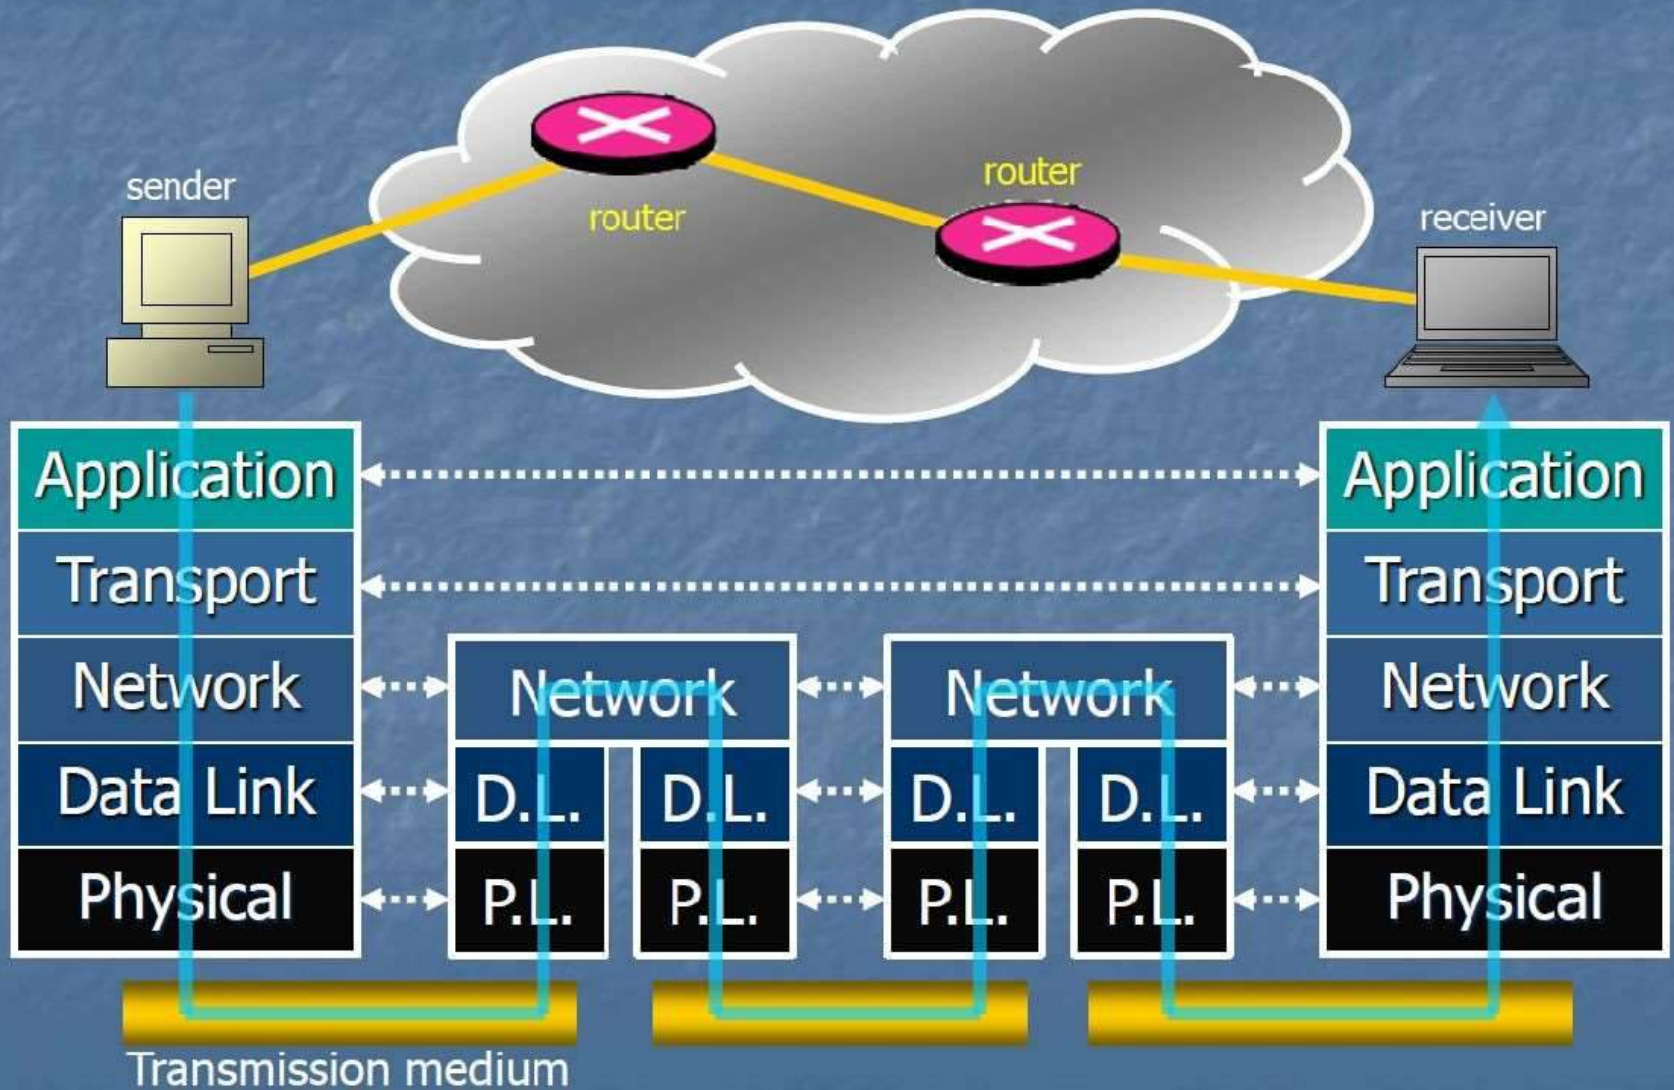 sender
router
router
receiver
Application
Transport
Network
Data Link
Physical
Network
D.L.
D.L.
P.L.
P.L.
Network
D.L.
D.L.
P.L.
P.L.
Application
Transport
Network
Data Link
Physical
Transmission medium